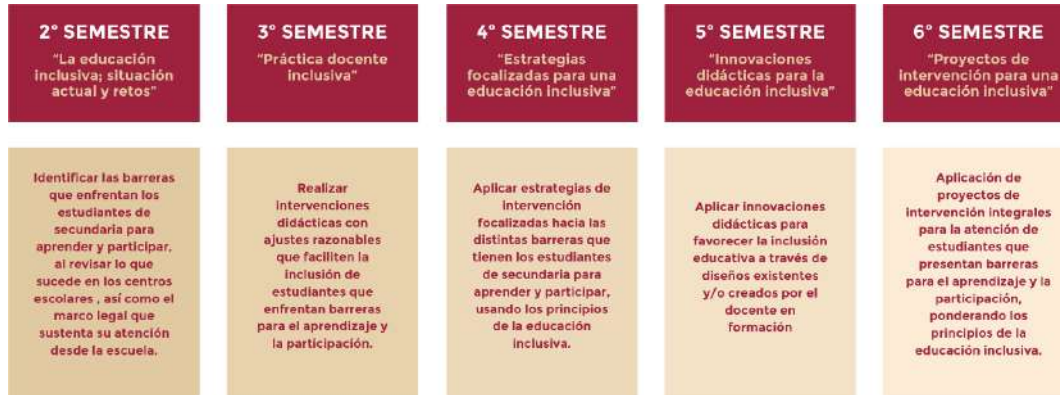 2° SEMESTRE
"La educación
inclusiva; situación
actual y retos"
3° SEMESTRE
"Práctica docente
inclusiva"
4° SEMESTRE
"Estrategias
focalizadas para una
educación inclusiva"
5° SEMESTRE
"Innovaciones
didácticas para la
educación inclusiva"
6° SEMESTRE
"Proyectos de
intervención para una
educación inclusiva"
Identificar las barreras
que enfrentan los
estudiantes de
secundaria para
aprender y participar,
al revisar lo que
sucede en los centros
escolares , así como el
marco legal que
sustenta su atención
desde la escuela.
Realizar
intervenciones
didácticas con
ajustes razonables
que faciliten la
inclusión de
estudiantes que
enfrentan barreras
para el aprendizaje y
la participación.
Aplicar estrategias de
intervención
focalizadas hacia las
distintas barreras que
tienen los estudiantes
de secundaria para
aprender y participar,
usando los principios
de la educación
inclusiva.
Aplicar innovaciones
didácticas para
favorecer la inclusión
educativa a través de
diseños existentes
y/o creados por el
docente en
formación
Aplicación de
proyectos de
intervención integrales
para la atención de
estudiantes que
presentan barreras
para el aprendizaje y la
participación,
ponderando los
principios de la
educación inclusiva.